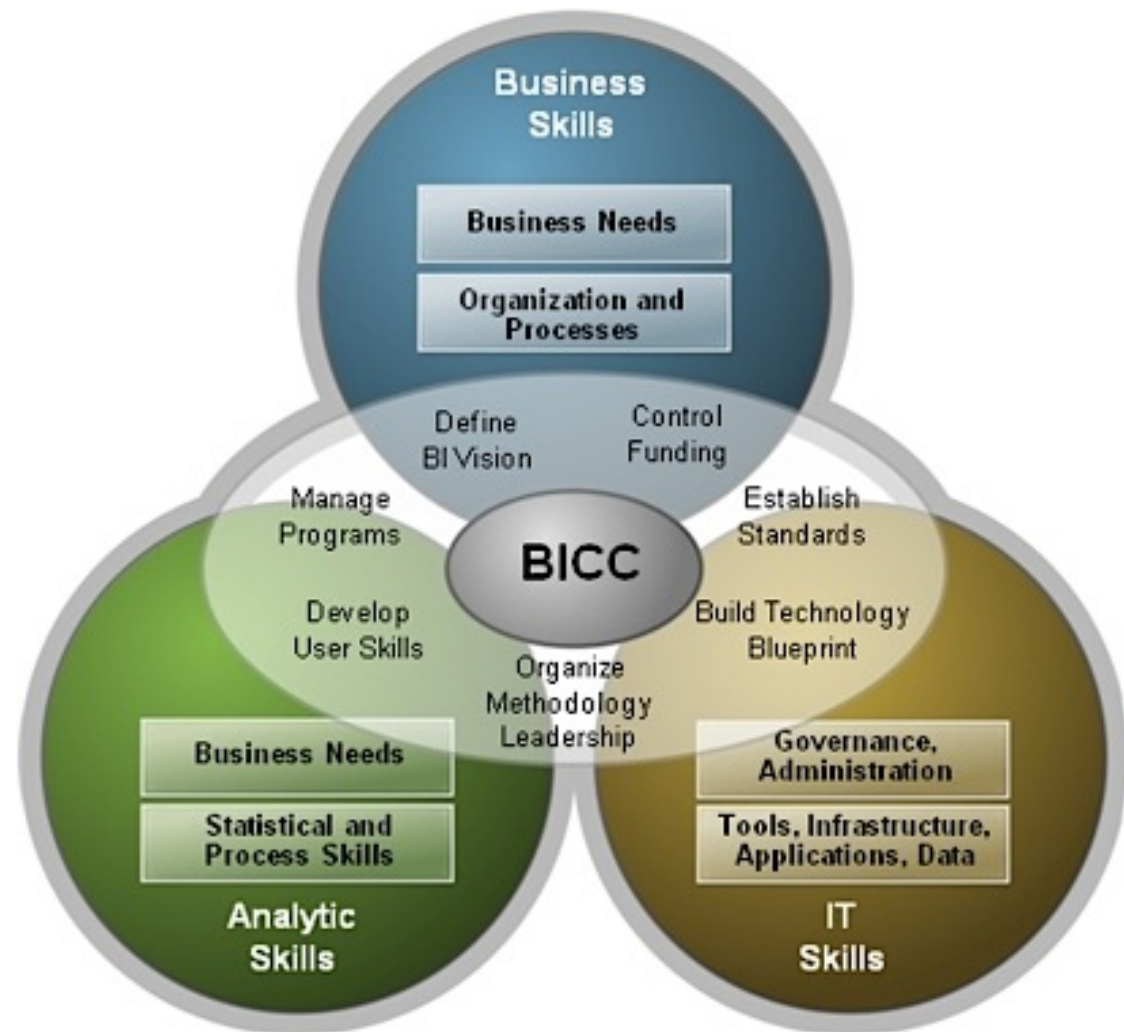 Business
Skills
Business Needs
Organization and
Processes
Define
BI Vision
Control
Funding
Manage
Programs
Establish
Standards
BICC
Develop
User Skills
Build Technology
Blueprint
Organize
Methodology
Leadership
Business Needs
Statistical and
Process Skills
Analytic
Skills
Governance,
Administration
Tools, Infrastructure,
Applications, Data
IT
Skills